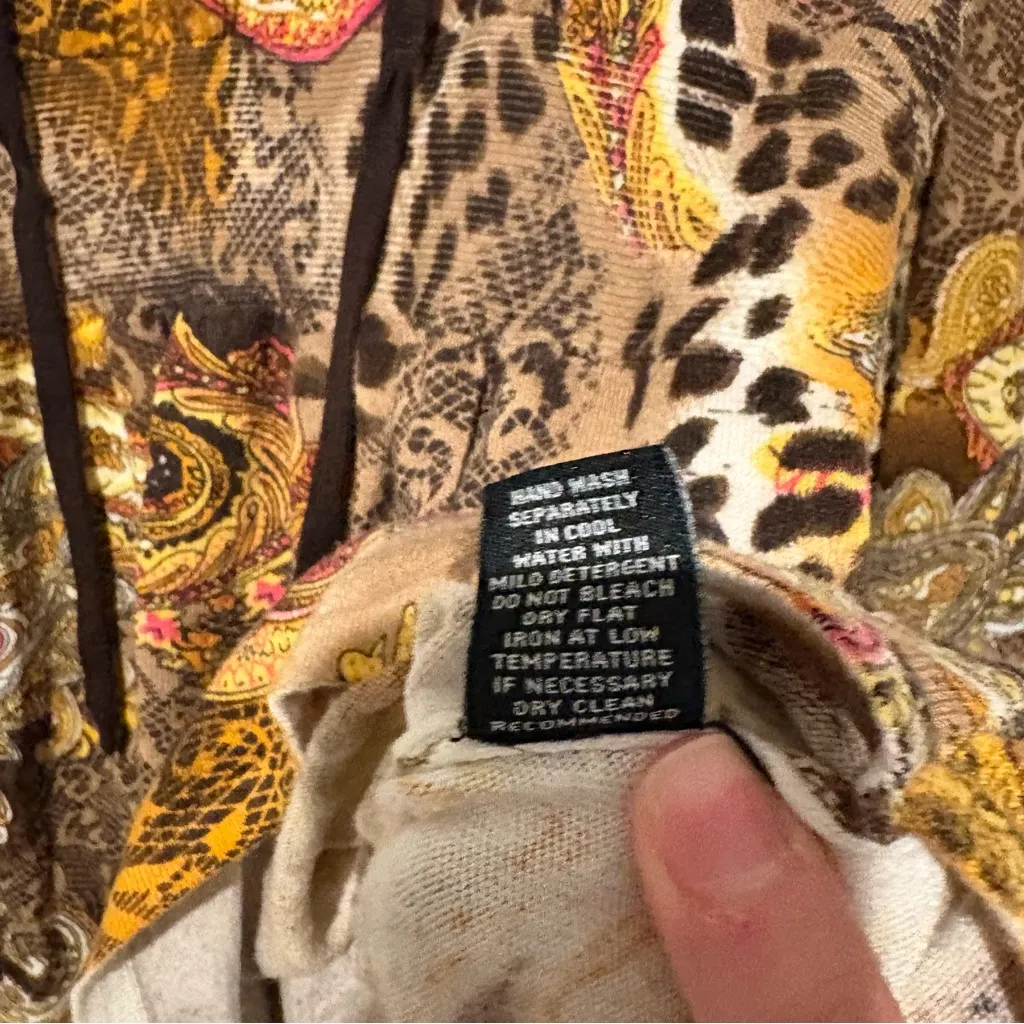 HAND WASH
SEPARATELY
IN COOL
WATER WITH
MILD DETERGENT
DO NOT BLEACH
DRY FLAT
IRON AT LOW
TEMPERATURE
IF NECESSARY
DRY CLEAN
RECOMMENDED